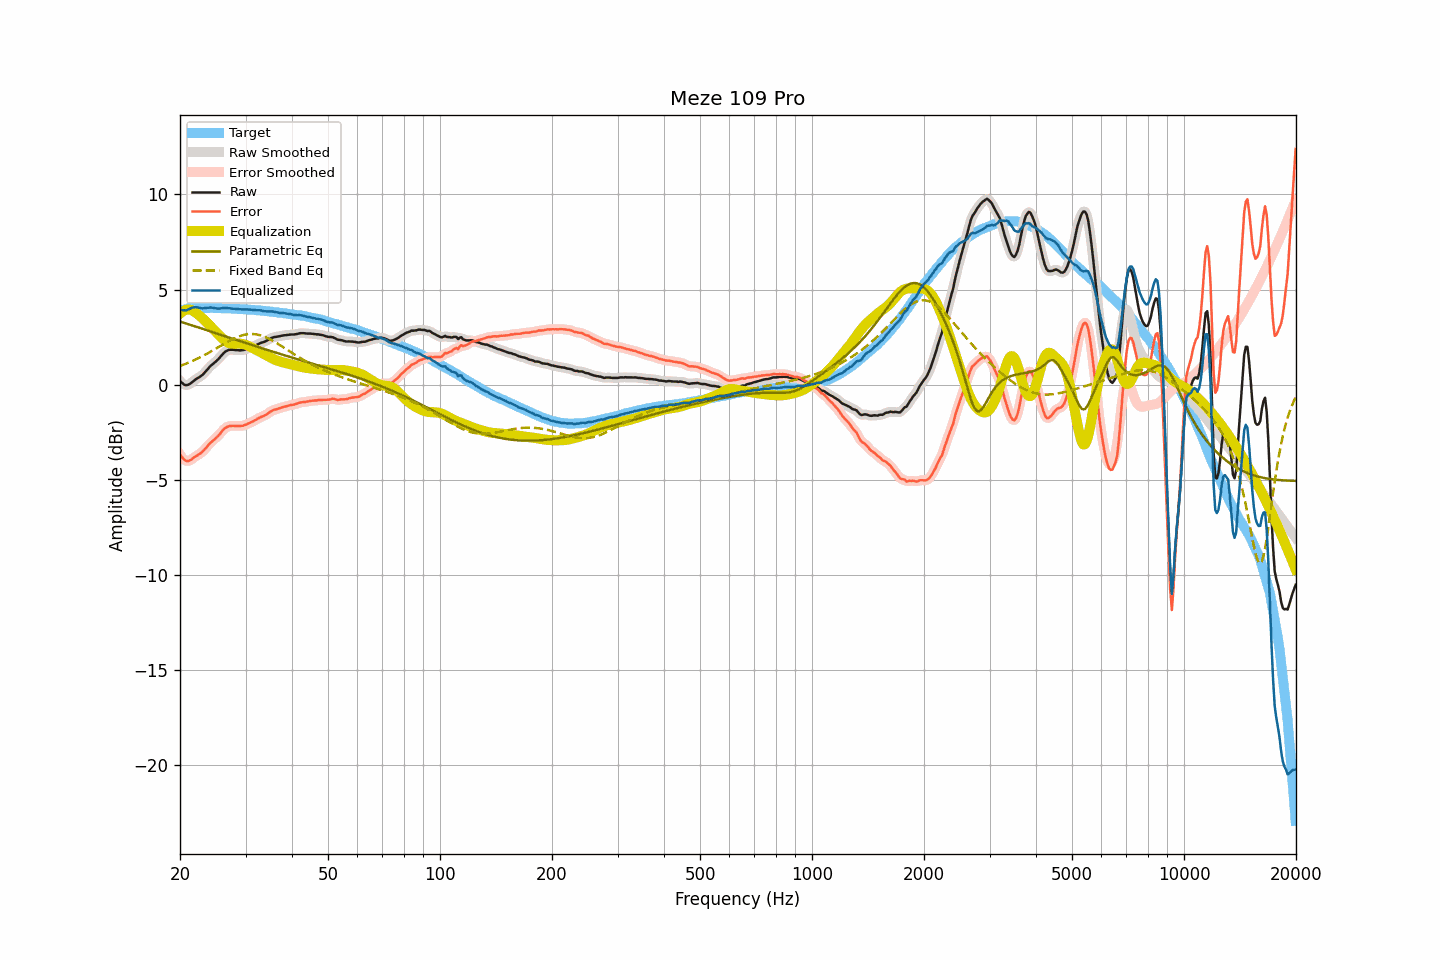 Meze 109 Pro
Target
Raw Smoothed
Error Smoothed
Raw
Error
Equalization
Parametric Eq
Fixed Band Eq
Equalized
10
5
0
−5
−10
−15
−20
Amplitude (dBr)
20 50 100 200 500 1000 2000 5000 10000 20000
Frequency (Hz)